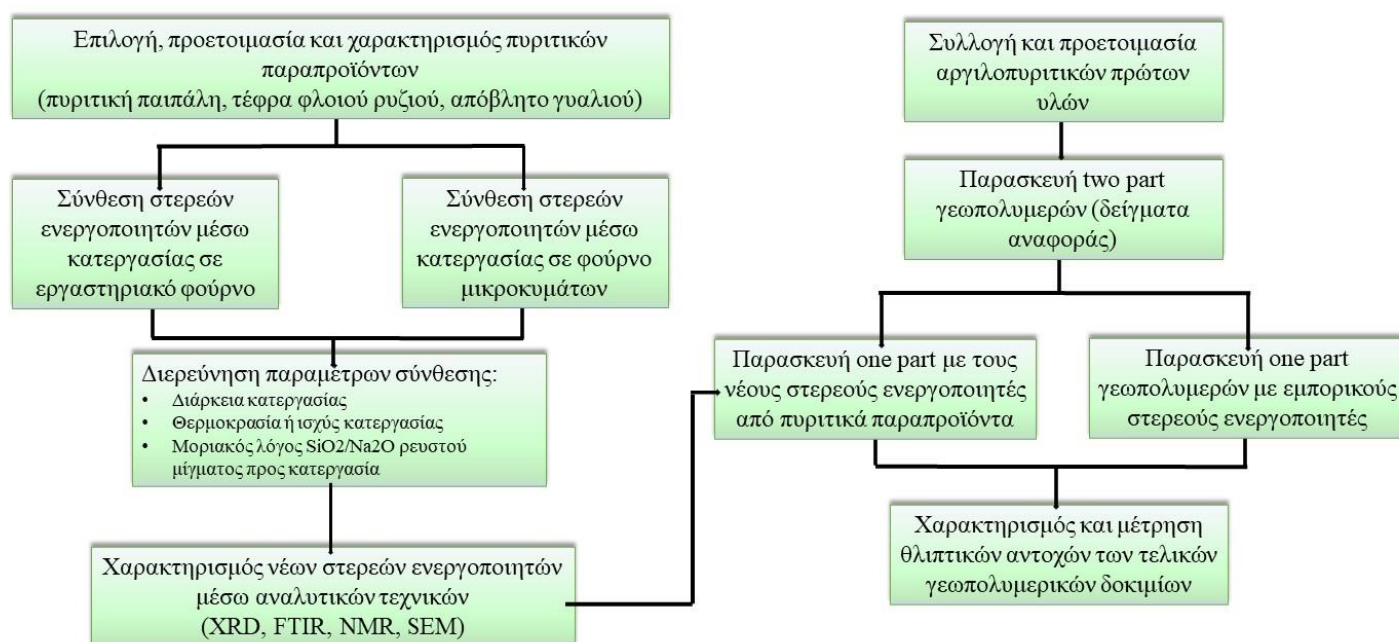 Επιλογή, προετοιμασία και χαρακτηρισμός πυριτικών
παραπροϊόντων
(πυριτική παιπάλη, τέφρα φλοιού ρυζιού, απόβλητο γυαλιού)
Σύνθεση στερεών
ενεργοποιητών μέσω
κατεργασίας σε
εργαστηριακό φούρνο
Σύνθεση στερεών
ενεργοποιητών μέσω
κατεργασίας σε φούρνο
μικροκυμάτων
Διερεύνηση παραμέτρων σύνθεσης:
• Διάρκεια κατεργασίας
• Θερμοκρασία ή ισχύς κατεργασίας
• Μοριακός λόγος SiO2/Na2O ρευστού
μίγματος προς κατεργασία
Χαρακτηρισμός νέων στερεών ενεργοποιητών
μέσω αναλυτικών τεχνικών
(XRD, FTIR, NMR, SEM)
Συλλογή και προετοιμασία
αργιλοπυριτικών πρώτων
υλών
Παρασκευή two part
γεωπολυμερών (δείγματα
αναφοράς)
Παρασκευή one part με τους
νέους στερεούς ενεργοποιητές
από πυριτικά παραπροϊόντα
Παρασκευή one part
γεωπολυμερών με εμπορικούς
στερεούς ενεργοποιητές
Χαρακτηρισμός και μέτρηση
θλιπτικών αντοχών των τελικών
γεωπολυμερικών δοκιμίων